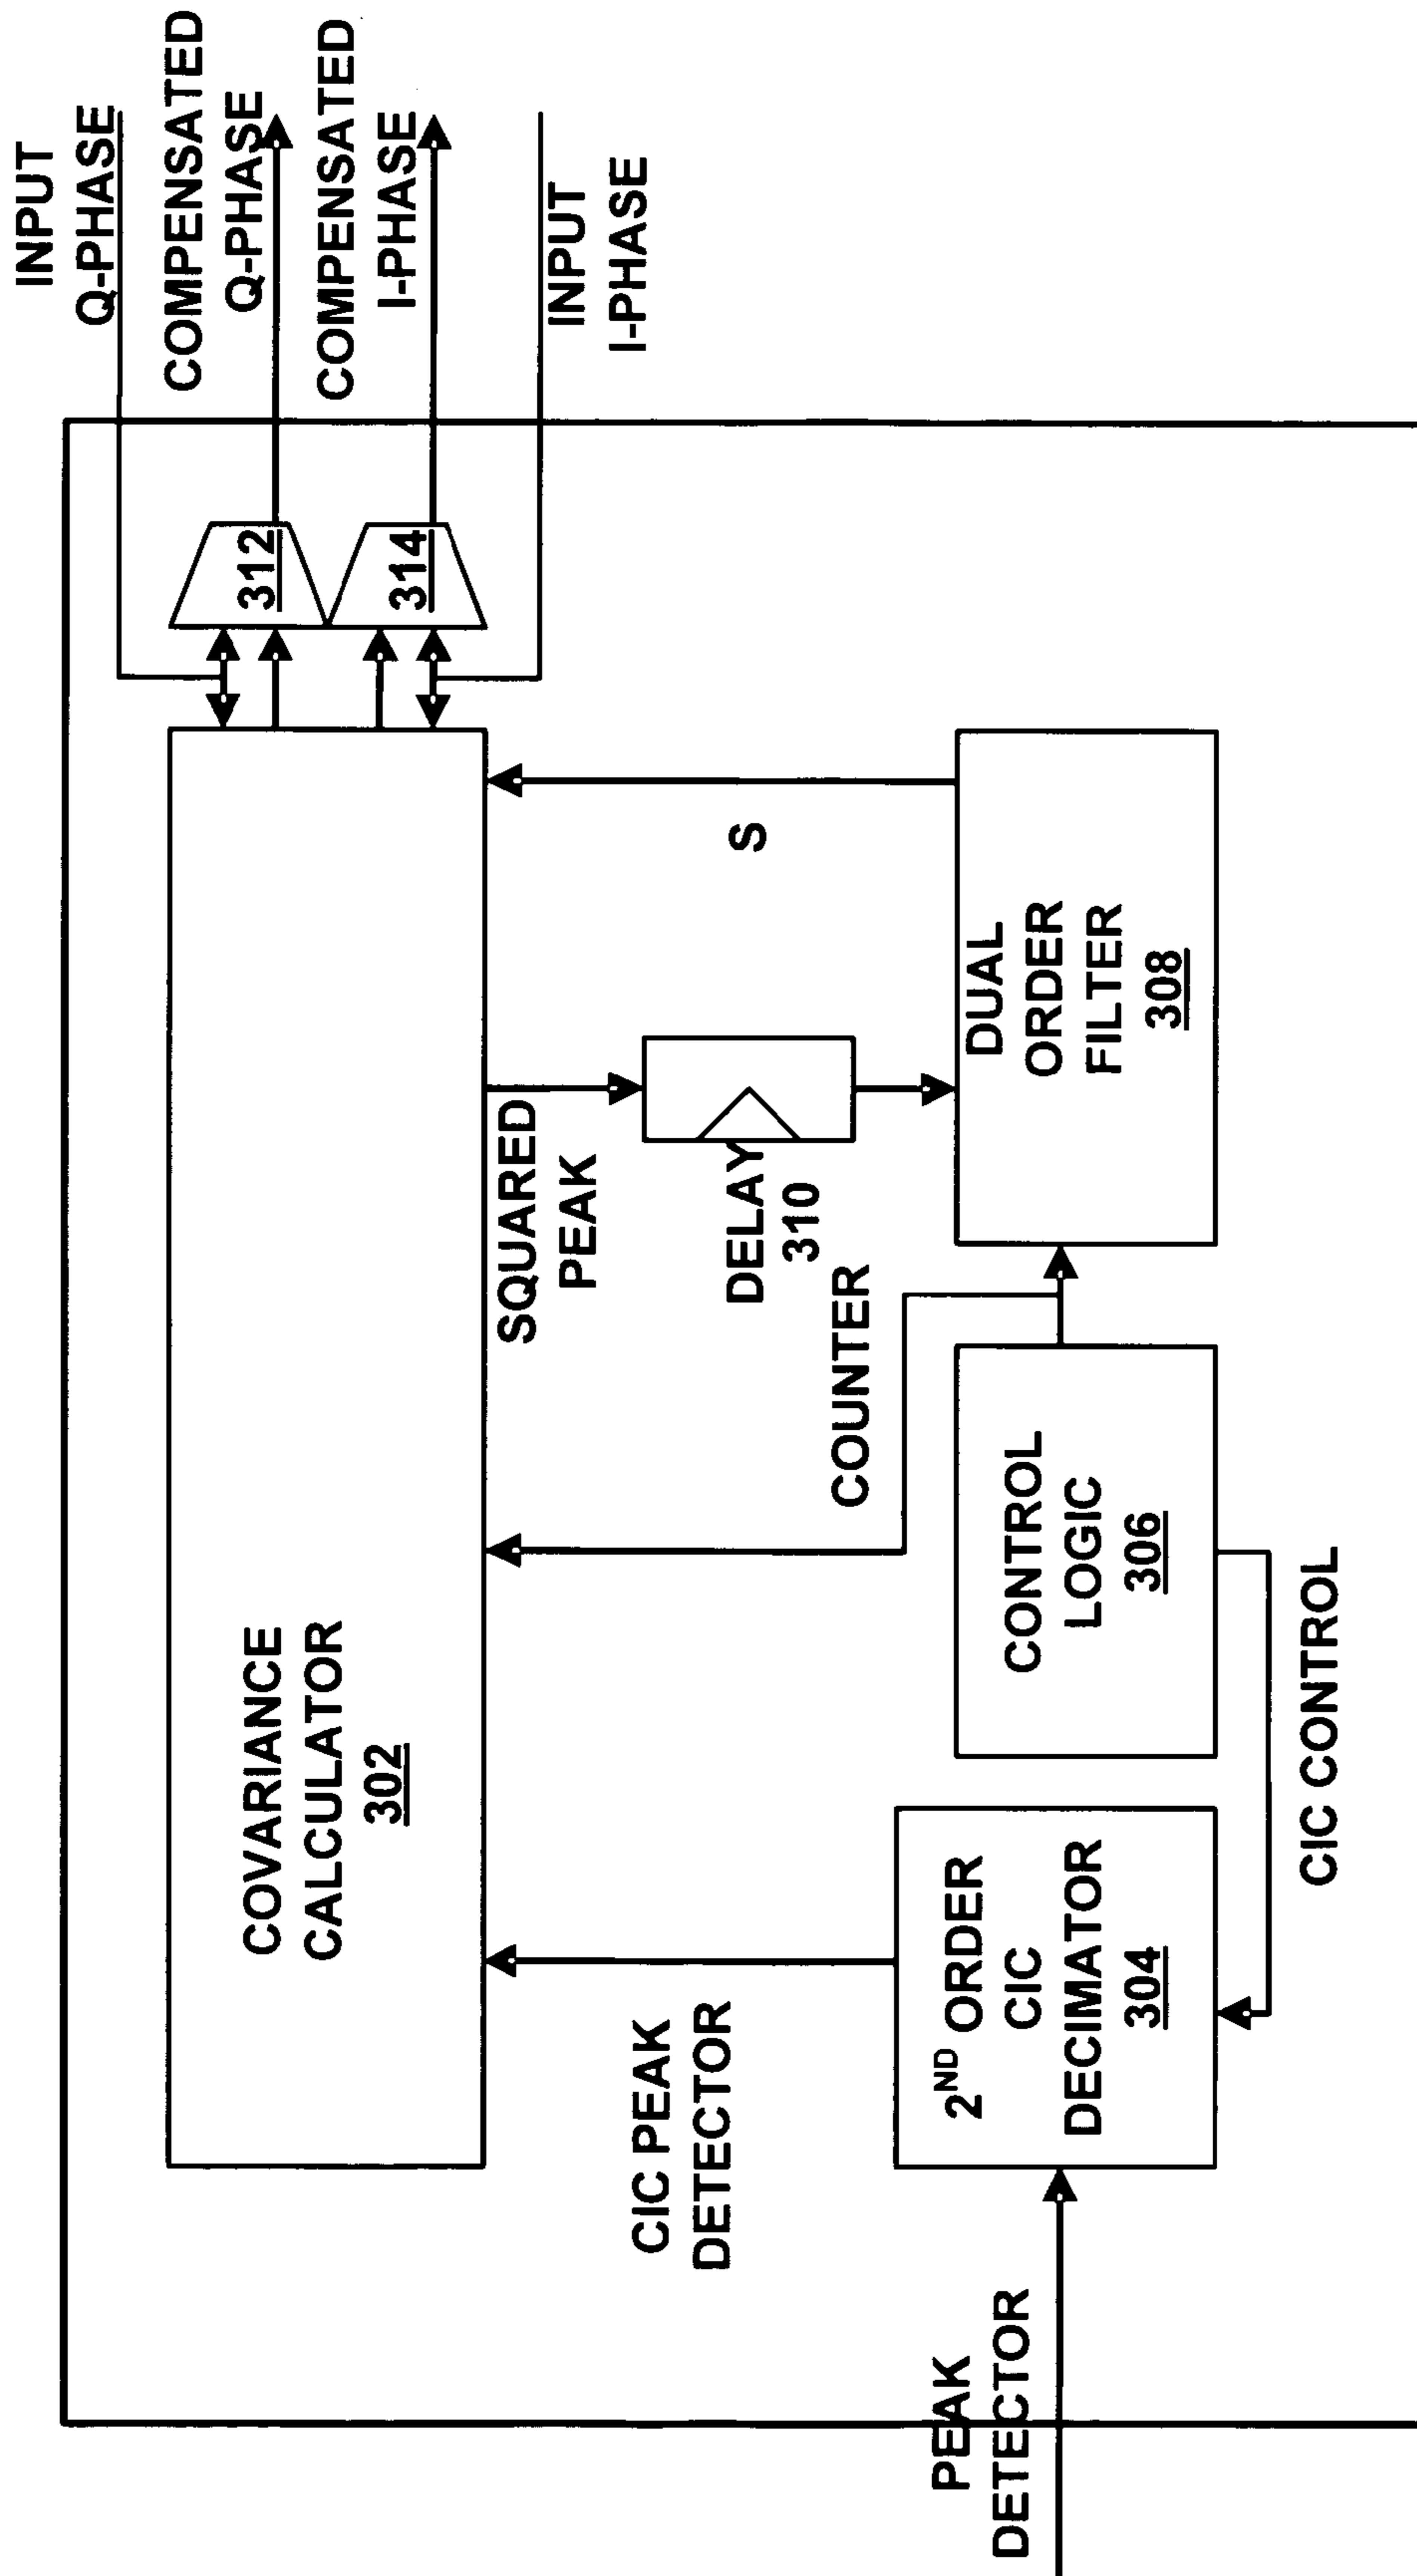 INPUT
Q-PHASE
COMPENSATED
Q-PHASE
COMPENSATED
I-PHASE
INPUT
I-PHASE
312
314
COVARIANCE
CALCULATOR
302
SQUARED
PEAK
DELAY
310
S
DUAL
ORDER
FILTER
308
COUNTER
CONTROL
LOGIC
306
CIC CONTROL
CIC PEAK
DETECTOR
2ND ORDER
CIC
DECIMATOR
304
PEAK
DETECTOR